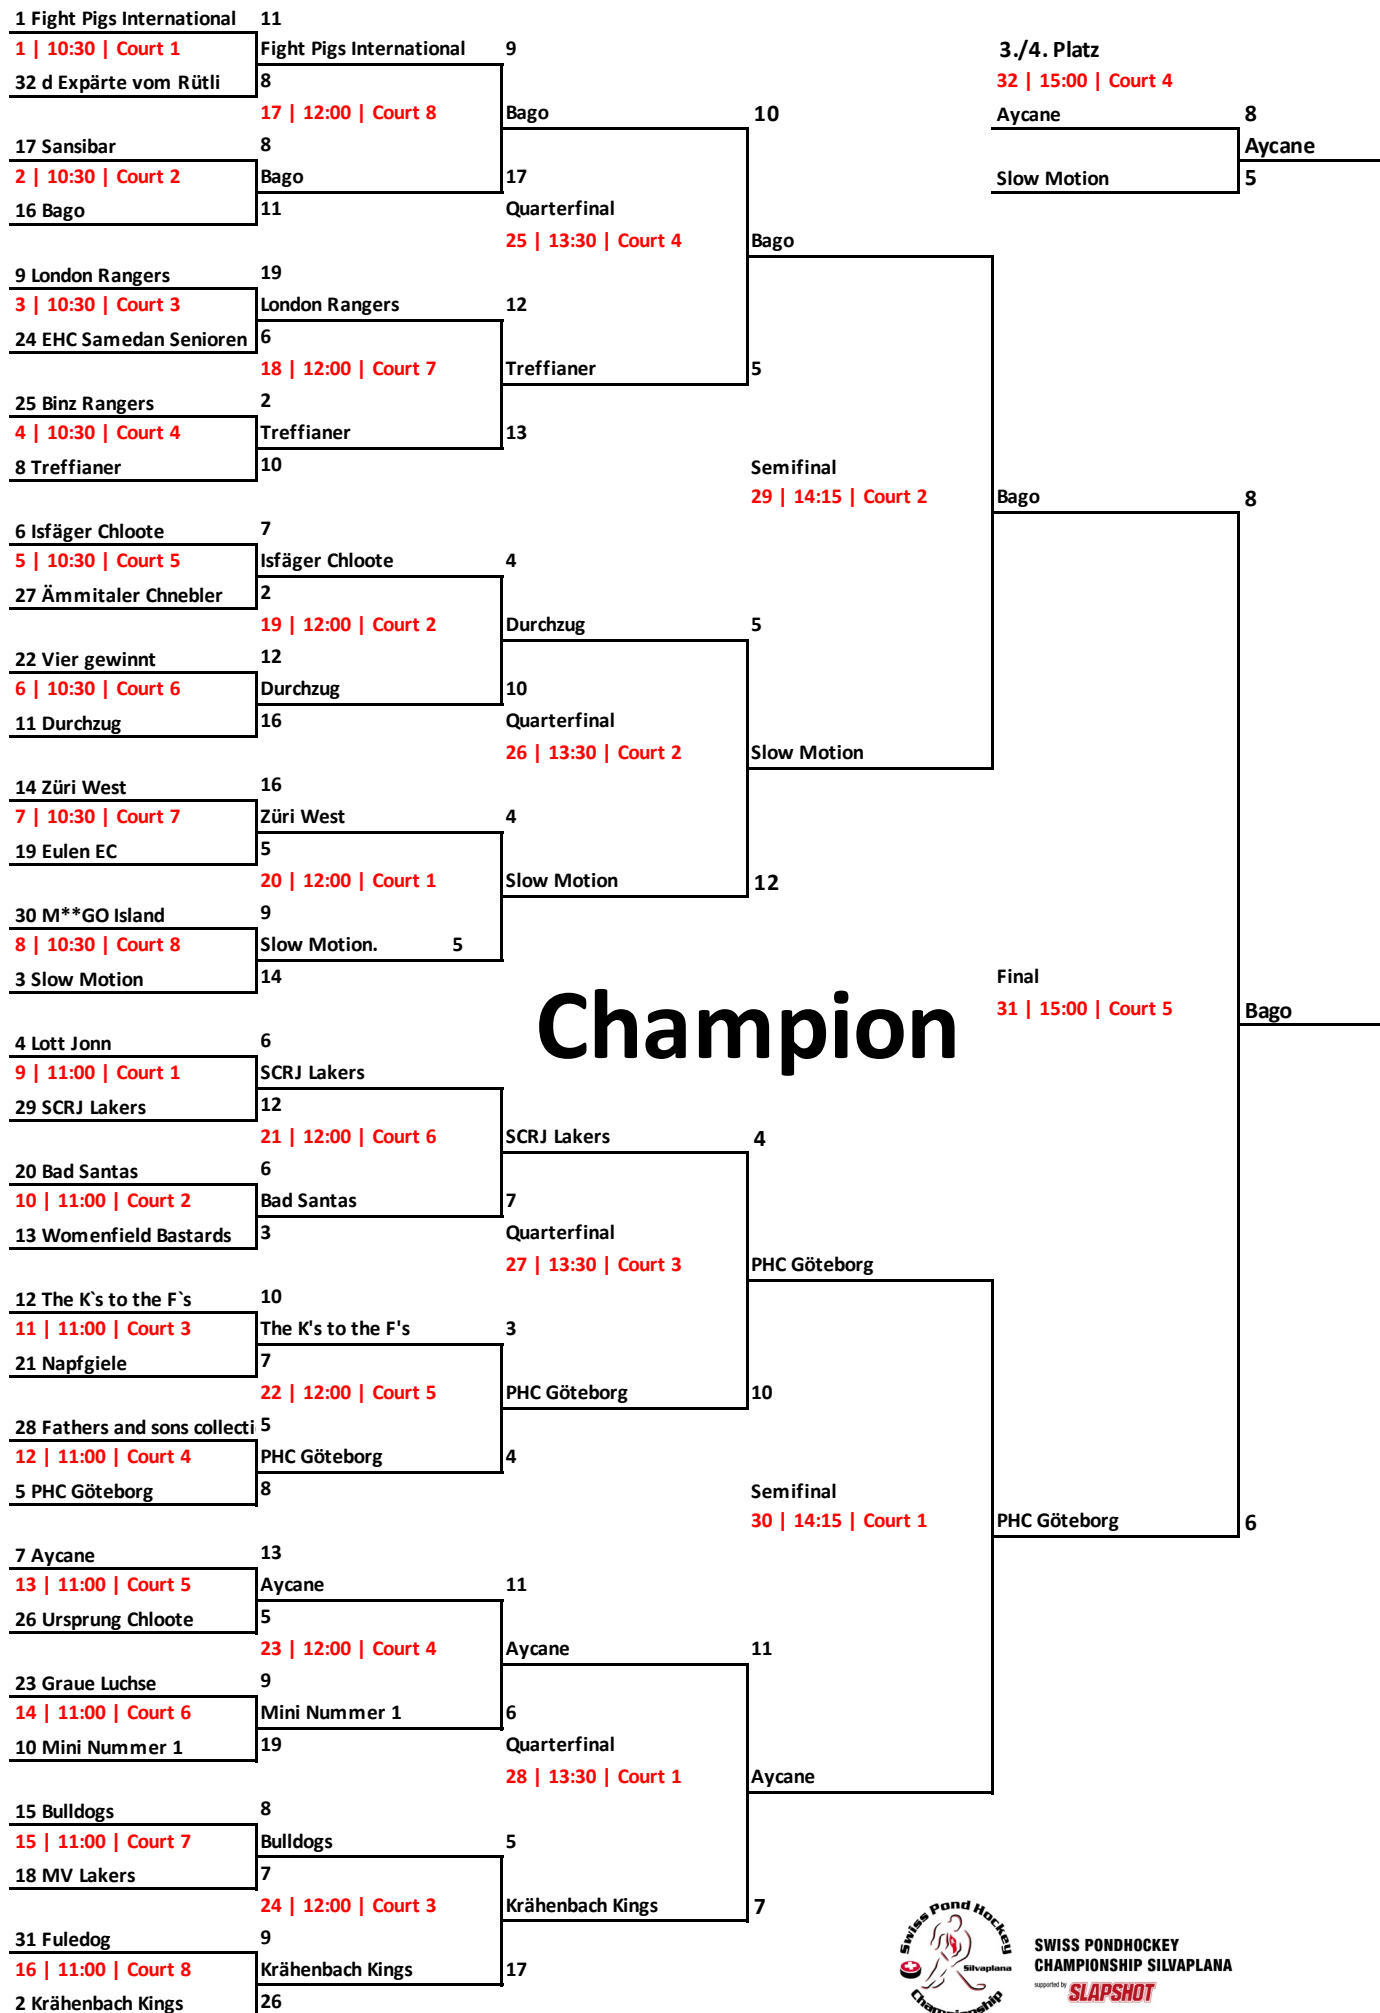 1 Fight Pigs International 11
1 | 10:30 | Court 1 Fight Pigs International 9 3./4. Platz
32 d Expärte vom Rütli 8 32 | 15:00 | Court 4
17 | 12:00 | Court 8 Bago 10 Aycane 8
17 Sansibar 8 Aycane
2 | 10:30 | Court 2 Bago 17 Slow Motion 5
16 Bago 11 Quarterfinal
25 | 13:30 | Court 4 Bago
9 London Rangers 19
3 | 10:30 | Court 3 London Rangers 12
24 EHC Samedan Senioren 6
18 | 12:00 | Court 7 Treffianer 5
25 Binz Rangers 2
4 | 10:30 | Court 4 Treffianer 13
8 Treffianer 10 Semifinal
29 | 14:15 | Court 2 Bago 8
6 Isfäger Chloote 7
5 | 10:30 | Court 5 Isfäger Chloote 4
27 Ämmitaler Chnebler 2
19 | 12:00 | Court 2 Durchzug 5
22 Vier gewinnt 12
6 | 10:30 | Court 6 Durchzug 10
11 Durchzug 16 Quarterfinal
26 | 13:30 | Court 2 Slow Motion
14 Züri West 16
7 | 10:30 | Court 7 Züri West 4
19 Eulen EC 5
20 | 12:00 | Court 1 Slow Motion 12
30 M**GO Island 9
8 | 10:30 | Court 8 Slow Motion. 5
3 Slow Motion 14 Final
Champion 31 | 15:00 | Court 5 Bago
4 Lott Jonn 6
9 | 11:00 | Court 1 SCRJ Lakers
29 SCRJ Lakers 12
21 | 12:00 | Court 6 SCRJ Lakers 4
20 Bad Santas 6
10 | 11:00 | Court 2 Bad Santas 7
13 Womenfield Bastards 3 Quarterfinal
27 | 13:30 | Court 3 PHC Göteborg
12 The K`s to the F`s 10
11 | 11:00 | Court 3 The K's to the F's 3
21 Napfgiele 7
22 | 12:00 | Court 5 PHC Göteborg 10
28 Fathers and sons collecti 5
12 | 11:00 | Court 4 PHC Göteborg 4
5 PHC Göteborg 8 Semifinal
30 | 14:15 | Court 1 PHC Göteborg 6
7 Aycane 13
13 | 11:00 | Court 5 Aycane 11
26 Ursprung Chloote 5
23 | 12:00 | Court 4 Aycane 11
23 Graue Luchse 9
14 | 11:00 | Court 6 Mini Nummer 1 6
10 Mini Nummer 1 19 Quarterfinal
28 | 13:30 | Court 1 Aycane
15 Bulldogs 8
15 | 11:00 | Court 7 Bulldogs 5
18 MV Lakers 7
24 | 12:00 | Court 3 Krähenbach Kings 7
31 Fuledog 9
16 | 11:00 | Court 8 Krähenbach Kings 17
2 Krähenbach Kings 26
Swiss Pond Hockey
Silvaplana
Championship
SWISS PONDHOCKEY
CHAMPIONSHIP SILVAPLANA
supported by SLAPSHOT